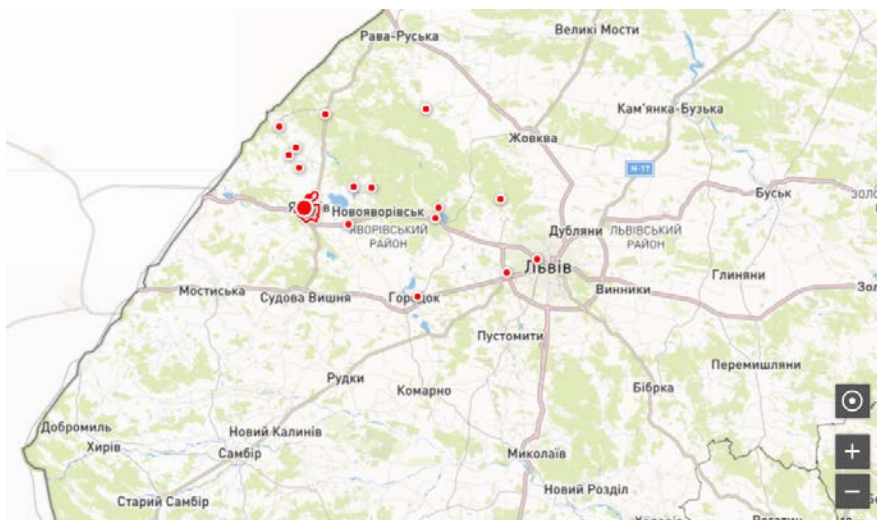 Рава-Руська
Великі Мости
Кам'янка-Бузька
Жовква
N-17
Буськ
Новояворівськ
ЯВОРІВСЬКИЙ
РАЙОН
Дубляни
ЛЬВІВСЬКИЙ
РАЙОН
Львів
Глиняни
Мостиська
Судова Вишня
Городок
Винники
Зол
Пустомити
Перемишляни
Рудки
Комарно
Бібрка
Добромиль
Хирів
Новий Калинів
Самбір
Миколаїв
Старий Самбір
Новий Розділ